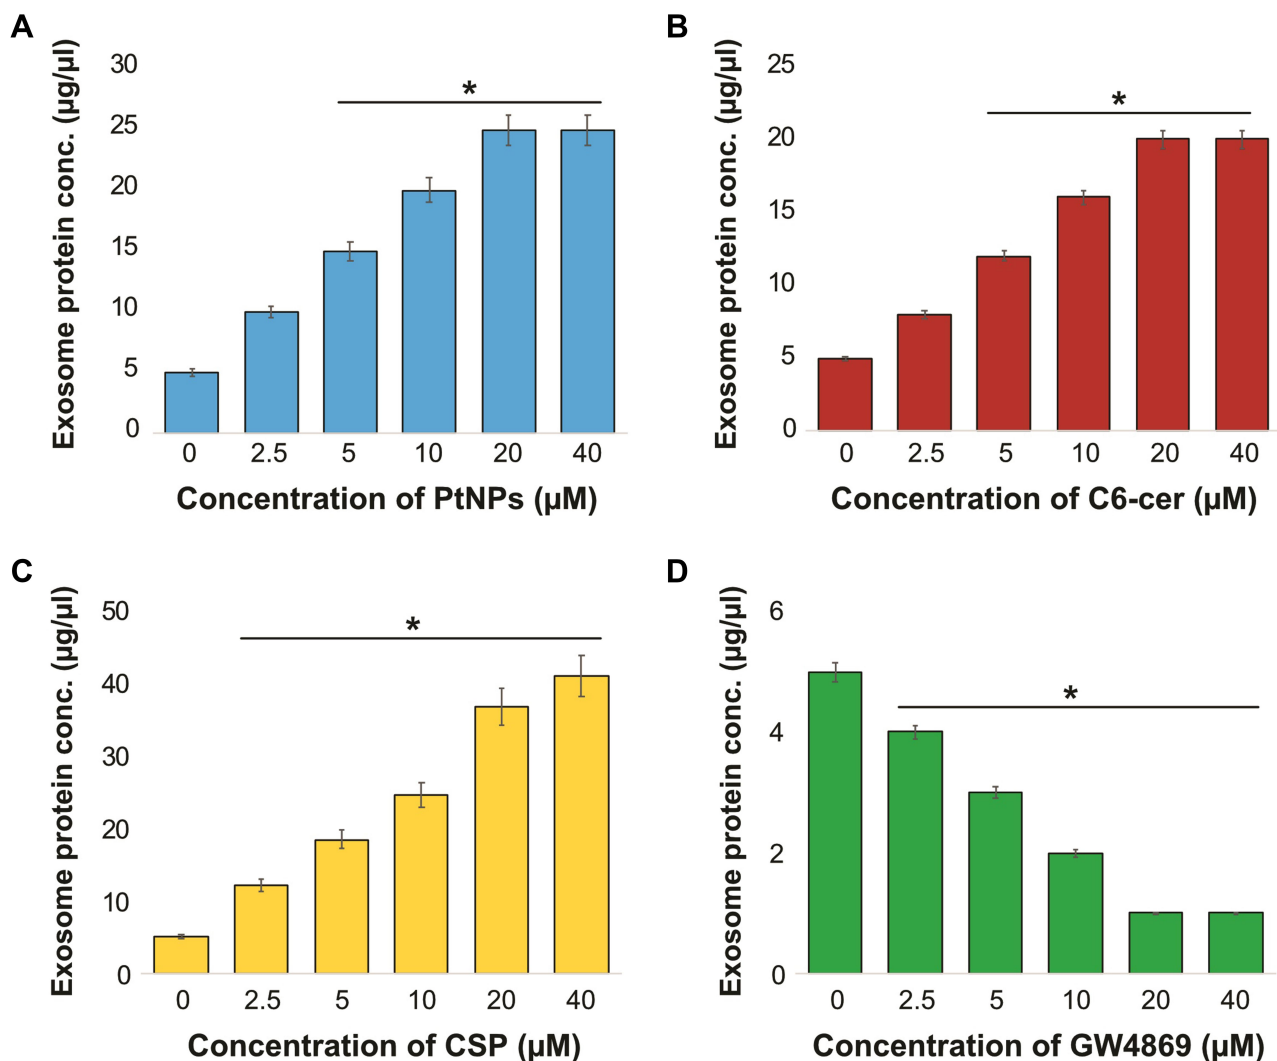 A
Exosome protein conc. (µg/µl)
30
25
20
15
10
5
0
*
0 2.5 5 10 20 40
Concentration of PtNPs (µM)
B
Exosome protein conc. (µg/µl)
25
20
15
10
5
0
*
0 2.5 5 10 20 40
Concentration of C6-cer (µM)
C
Exosome protein conc. (µg/µl)
50
40
30
20
10
0
*
0 2.5 5 10 20 40
Concentration of CSP (µM)
D
Exosome protein conc. (µg/µl)
6
4
2
0
*
0 2.5 5 10 20 40
Concentration of GW4869 (µM)